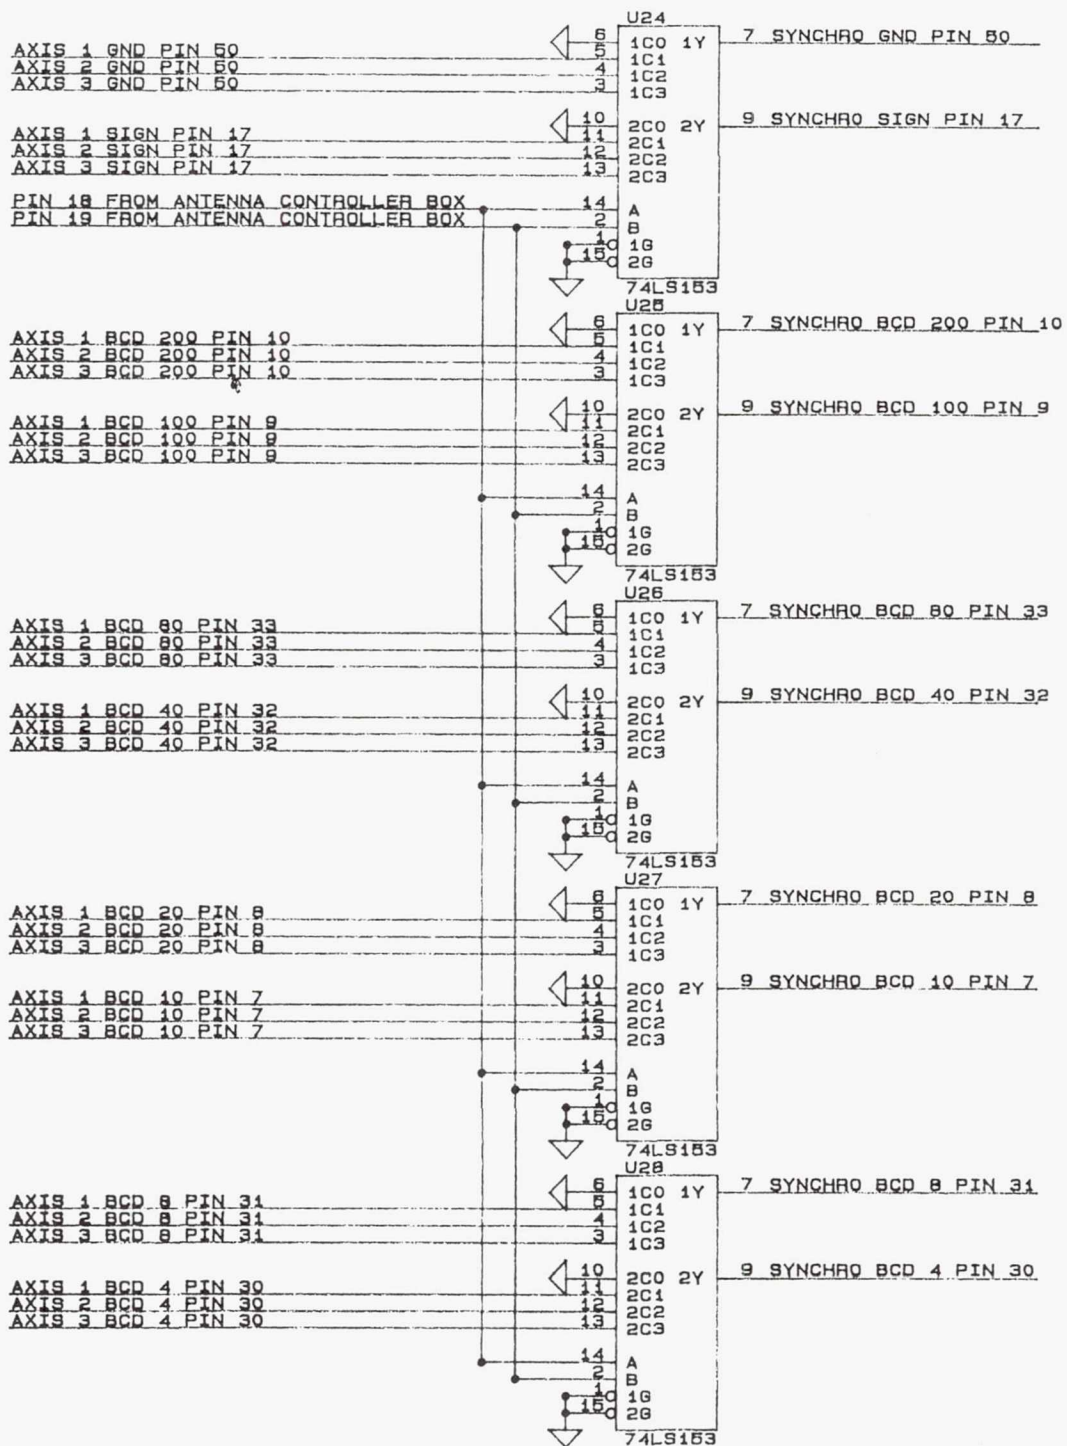 U24
6 1C0 1Y 7 SYNCHRO GND PIN 50
AXIS 1 GND PIN 50 5 1C1
AXIS 2 GND PIN 50 4 1C2
AXIS 3 GND PIN 50 3 1C3
10 2C0 2Y 9 SYNCHRO SIGN PIN 17
AXIS 1 SIGN PIN 17 11 2C1
AXIS 2 SIGN PIN 17 12 2C2
AXIS 3 SIGN PIN 17 13 2C3
PIN 18 FROM ANTENNA CONTROLLER BOX 14 A
PIN 19 FROM ANTENNA CONTROLLER BOX 2 B
1 1G
15 2G
74LS153
U25
6 1C0 1Y 7 SYNCHRO BCD 200 PIN 10
AXIS 1 BCD 200 PIN 10 5 1C1
AXIS 2 BCD 200 PIN 10 4 1C2
AXIS 3 BCD 200 PIN 10 3 1C3
10 2C0 2Y 9 SYNCHRO BCD 100 PIN 9
AXIS 1 BCD 100 PIN 9 11 2C1
AXIS 2 BCD 100 PIN 9 12 2C2
AXIS 3 BCD 100 PIN 9 13 2C3
14 A
2 B
1 1G
15 2G
74LS153
U26
6 1C0 1Y 7 SYNCHRO BCD 80 PIN 33
AXIS 1 BCD 80 PIN 33 5 1C1
AXIS 2 BCD 80 PIN 33 4 1C2
AXIS 3 BCD 80 PIN 33 3 1C3
10 2C0 2Y 9 SYNCHRO BCD 40 PIN 32
AXIS 1 BCD 40 PIN 32 11 2C1
AXIS 2 BCD 40 PIN 32 12 2C2
AXIS 3 BCD 40 PIN 32 13 2C3
14 A
2 B
1 1G
15 2G
74LS153
U27
6 1C0 1Y 7 SYNCHRO BCD 20 PIN 8
AXIS 1 BCD 20 PIN 8 5 1C1
AXIS 2 BCD 20 PIN 8 4 1C2
AXIS 3 BCD 20 PIN 8 3 1C3
10 2C0 2Y 9 SYNCHRO BCD 10 PIN 7
AXIS 1 BCD 10 PIN 7 11 2C1
AXIS 2 BCD 10 PIN 7 12 2C2
AXIS 3 BCD 10 PIN 7 13 2C3
14 A
2 B
1 1G
15 2G
74LS153
U28
6 1C0 1Y 7 SYNCHRO BCD 8 PIN 31
AXIS 1 BCD 8 PIN 31 5 1C1
AXIS 2 BCD 8 PIN 31 4 1C2
AXIS 3 BCD 8 PIN 31 3 1C3
10 2C0 2Y 9 SYNCHRO BCD 4 PIN 30
AXIS 1 BCD 4 PIN 30 11 2C1
AXIS 2 BCD 4 PIN 30 12 2C2
AXIS 3 BCD 4 PIN 30 13 2C3
14 A
2 B
1 1G
15 2G
74LS153